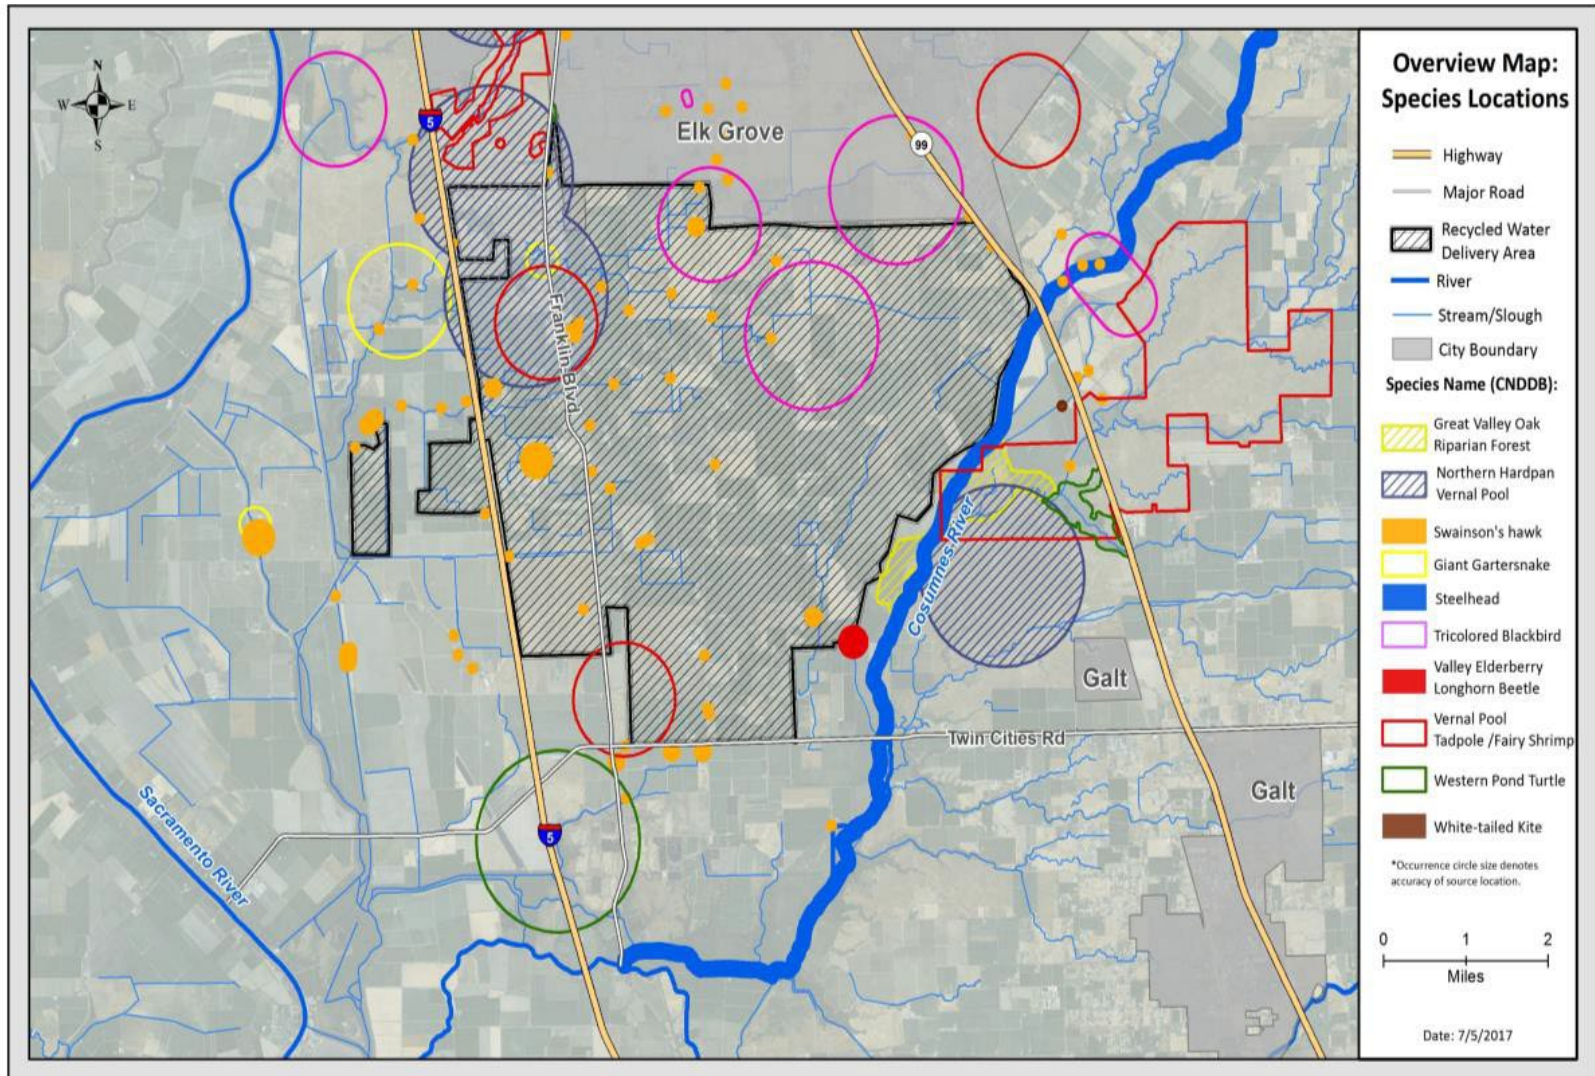 Overview Map:
Species Locations
N
W E
S
5
Elk Grove
99
Franklin Blvd
Cosumnes River
Galt
Twin Cities Rd
Galt
5
Sacramento River
Highway
Major Road
Recycled Water
Delivery Area
River
Stream/Slough
City Boundary
Species Name (CNDDB):
Great Valley Oak
Riparian Forest
Northern Hardpan
Vernal Pool
Swainson's hawk
Giant Gartersnake
Steelhead
Tricolored Blackbird
Valley Elderberry
Longhorn Beetle
Vernal Pool
Tadpole /Fairy Shrimp
Western Pond Turtle
White-tailed Kite
*Occurrence circle size denotes
accuracy of source location.
0 1 2
Miles
Date: 7/5/2017